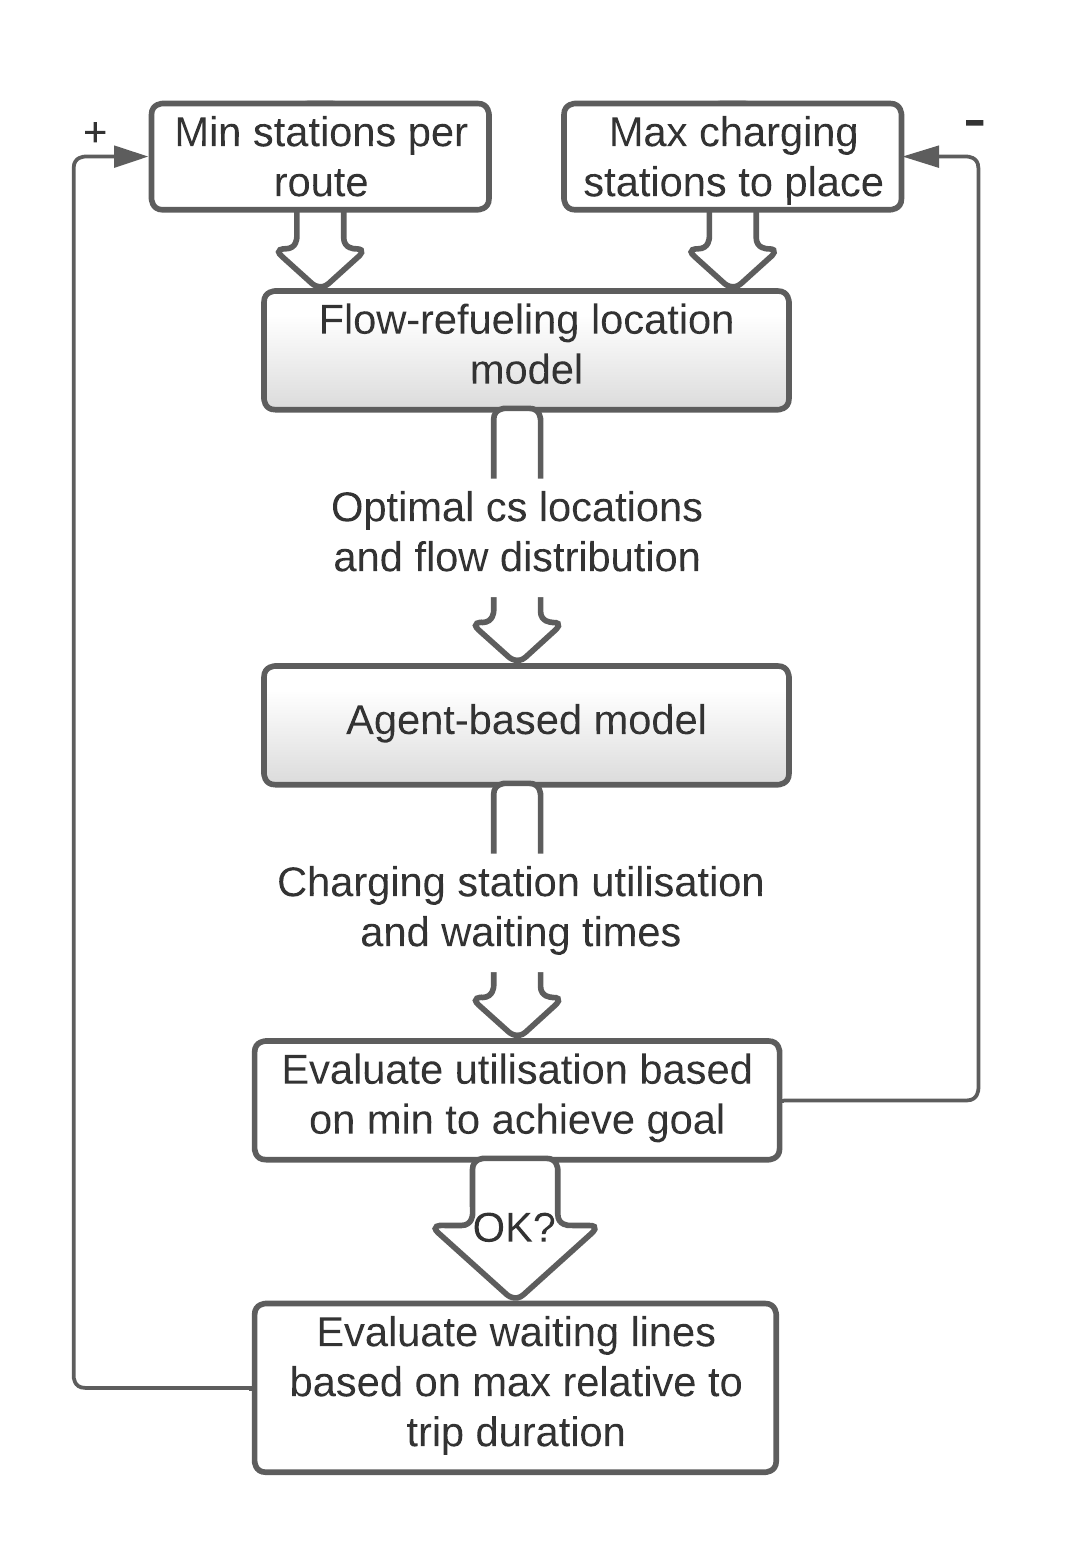 +
-
Min stations per
route
Max charging
stations to place
Flow-refueling location
model
Optimal cs locations
and flow distribution
Agent-based model
Charging station utilisation
and waiting times
Evaluate utilisation based
on min to achieve goal
OK?
Evaluate waiting lines
based on max relative to
trip duration